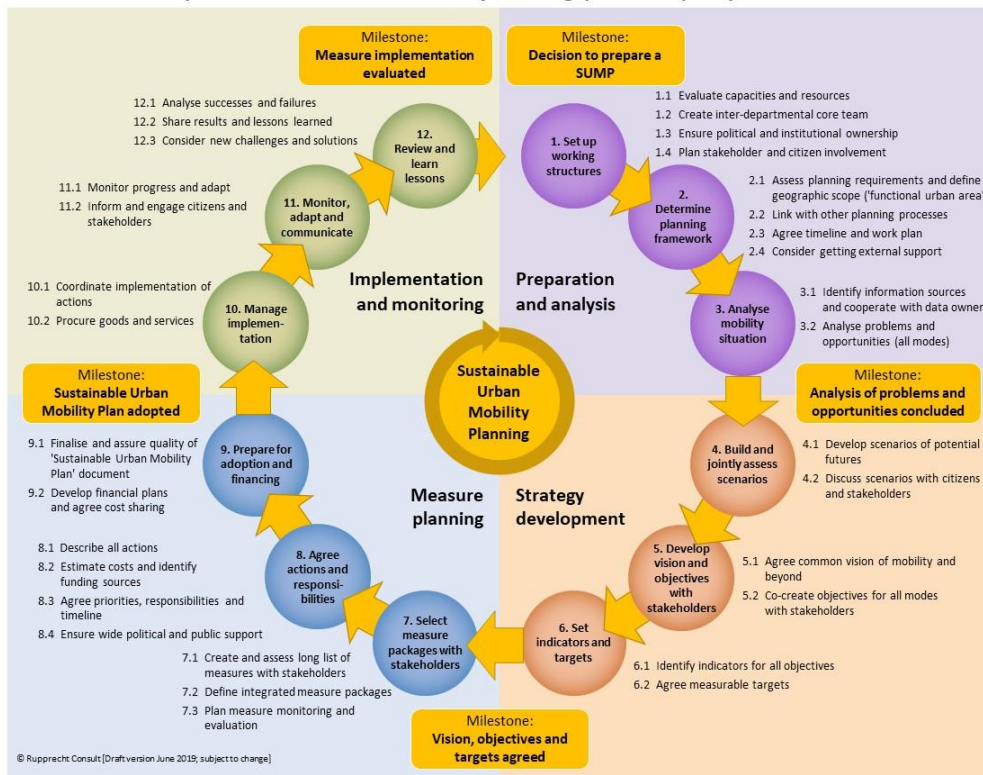 Milestone:
Measure implementation
evaluated
Milestone:
Decision to prepare a
SUMP
12.1 Analyse successes and failures
12.2 Share results and lessons learned
12.3 Consider new challenges and solutions
12.
Review and
learn
lessons
1. Set up
working
structures
1.1 Evaluate capacities and resources
1.2 Create inter-departmental core team
1.3 Ensure political and institutional ownership
1.4 Plan stakeholder and citizen involvement
11.1 Monitor progress and adapt
11.2 Inform and engage citizens and
stakeholders
11. Monitor,
adapt and
communicate
2.
Determine
planning
framework
2.1 Assess planning requirements and define
geographic scope ('functional urban area'
2.2 Link with other planning processes
2.3 Agree timeline and work plan
2.4 Consider getting external support
Implementation
and monitoring
Preparation
and analysis
10.1 Coordinate implementation of
actions
10.2 Procure goods and services
10. Manage
implemen-
tation
3. Analyse
mobility
situation
3.1 Identify information sources
and cooperate with data owner
3.2 Analyse problems and
opportunities (all modes)
Sustainable
Urban
Mobility
Planning
Milestone:
Sustainable Urban
Mobility Plan adopted
Milestone:
Analysis of problems and
opportunities concluded
9.1 Finalise and assure quality of
'Sustainable Urban Mobility
Plan' document
9.2 Develop financial plans
and agree cost sharing
9. Prepare for
adoption and
financing
4. Build and
jointly assess
scenarios
4.1 Develop scenarios of potential
futures
4.2 Discuss scenarios with citizens
and stakeholders
Measure
planning
Strategy
development
8.1 Describe all actions
8.2 Estimate costs and identify
funding sources
8.3 Agree priorities, responsibilities and
timeline
8.4 Ensure wide political and public support
8. Agree
actions and
responsi-
bilities
5. Develop
vision and
objectives
with
stakeholders
5.1 Agree common vision of mobility and
beyond
5.2 Co-create objectives for all modes
with stakeholders
7. Select
measure
packages with
stakeholders
6. Set
indicators
and targets
7.1 Create and assess long list of
measures with stakeholders
7.2 Define integrated measure packages
7.3 Plan measure monitoring and
evaluation
6.1 Identify indicators for all objectives
6.2 Agree measurable targets
Milestone:
Vision, objectives and
targets agreed
© Rupprecht Consult [Draft version June 2019; subject to change]